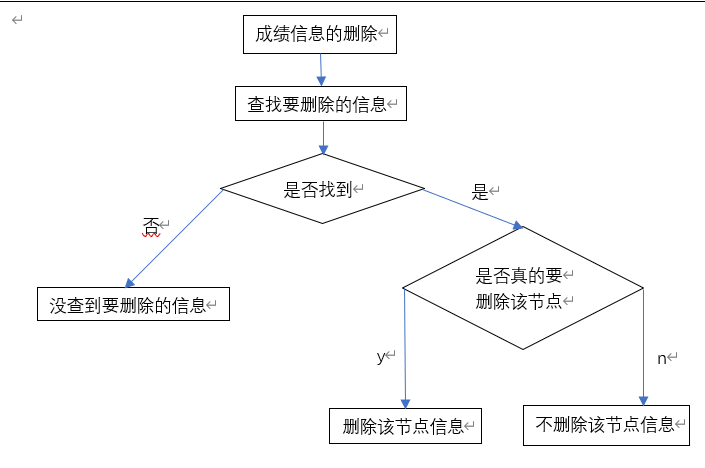 成绩信息的删除
查找要删除的信息
是否找到
是
否
是否真的要
删除该节点
没查到要删除的信息
y
n
删除该节点信息
不删除该节点信息